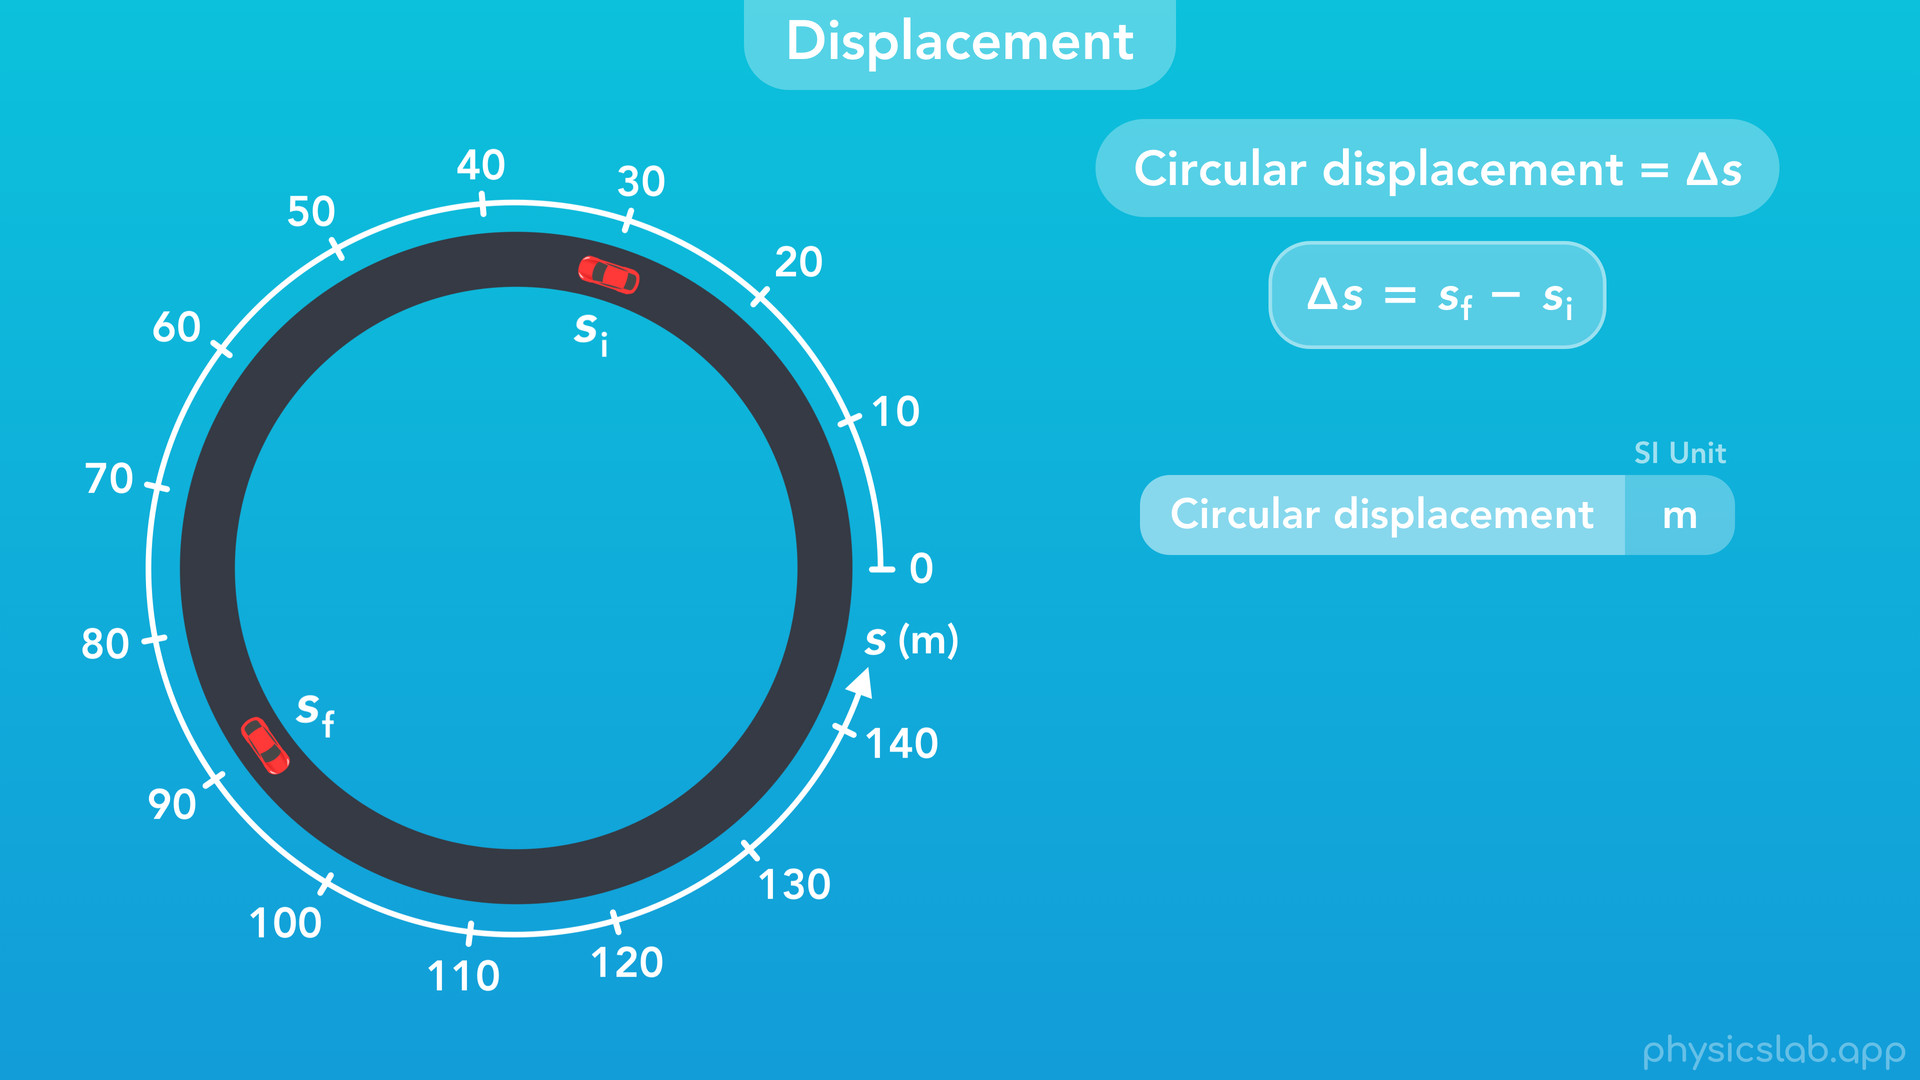 Displacement
Circular displacement = Δs
Δs = s_f − s_i
SI Unit
Circular displacement m
40
30
50
20
60
s_i
10
70
0
s (m)
80
s_f
140
90
130
100
120
110
physicslab.app